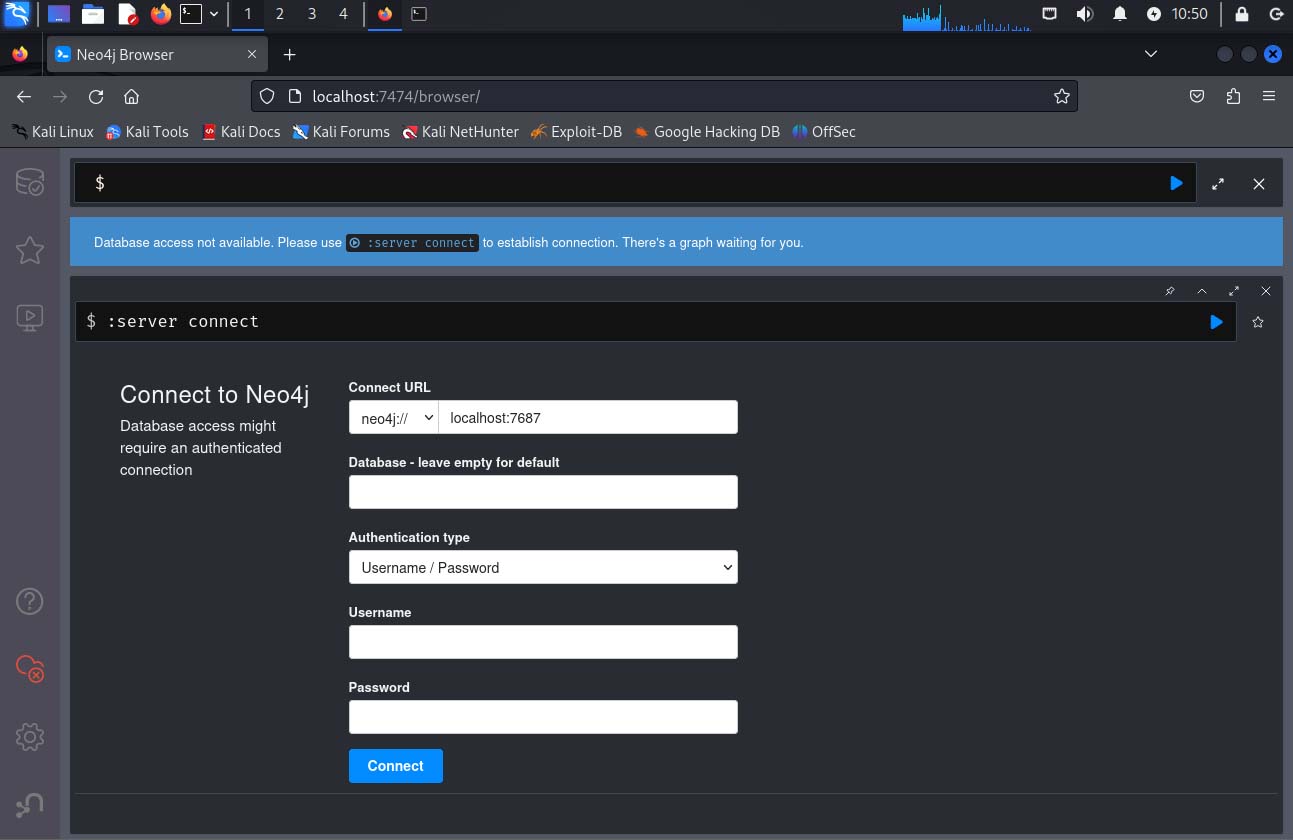 1 2 3 4 10:50
Neo4j Browser
localhost:7474/browser/
Kali Linux Kali Tools Kali Docs Kali Forums Kali NetHunter Exploit-DB Google Hacking DB OffSec
$
Database access not available. Please use :server connect to establish connection. There's a graph waiting for you.
$ :server connect
Connect to Neo4j
Database access might
require an authenticated
connection
Connect URL
neo4j:// localhost:7687
Database - leave empty for default
Authentication type
Username / Password
Username
Password
Connect